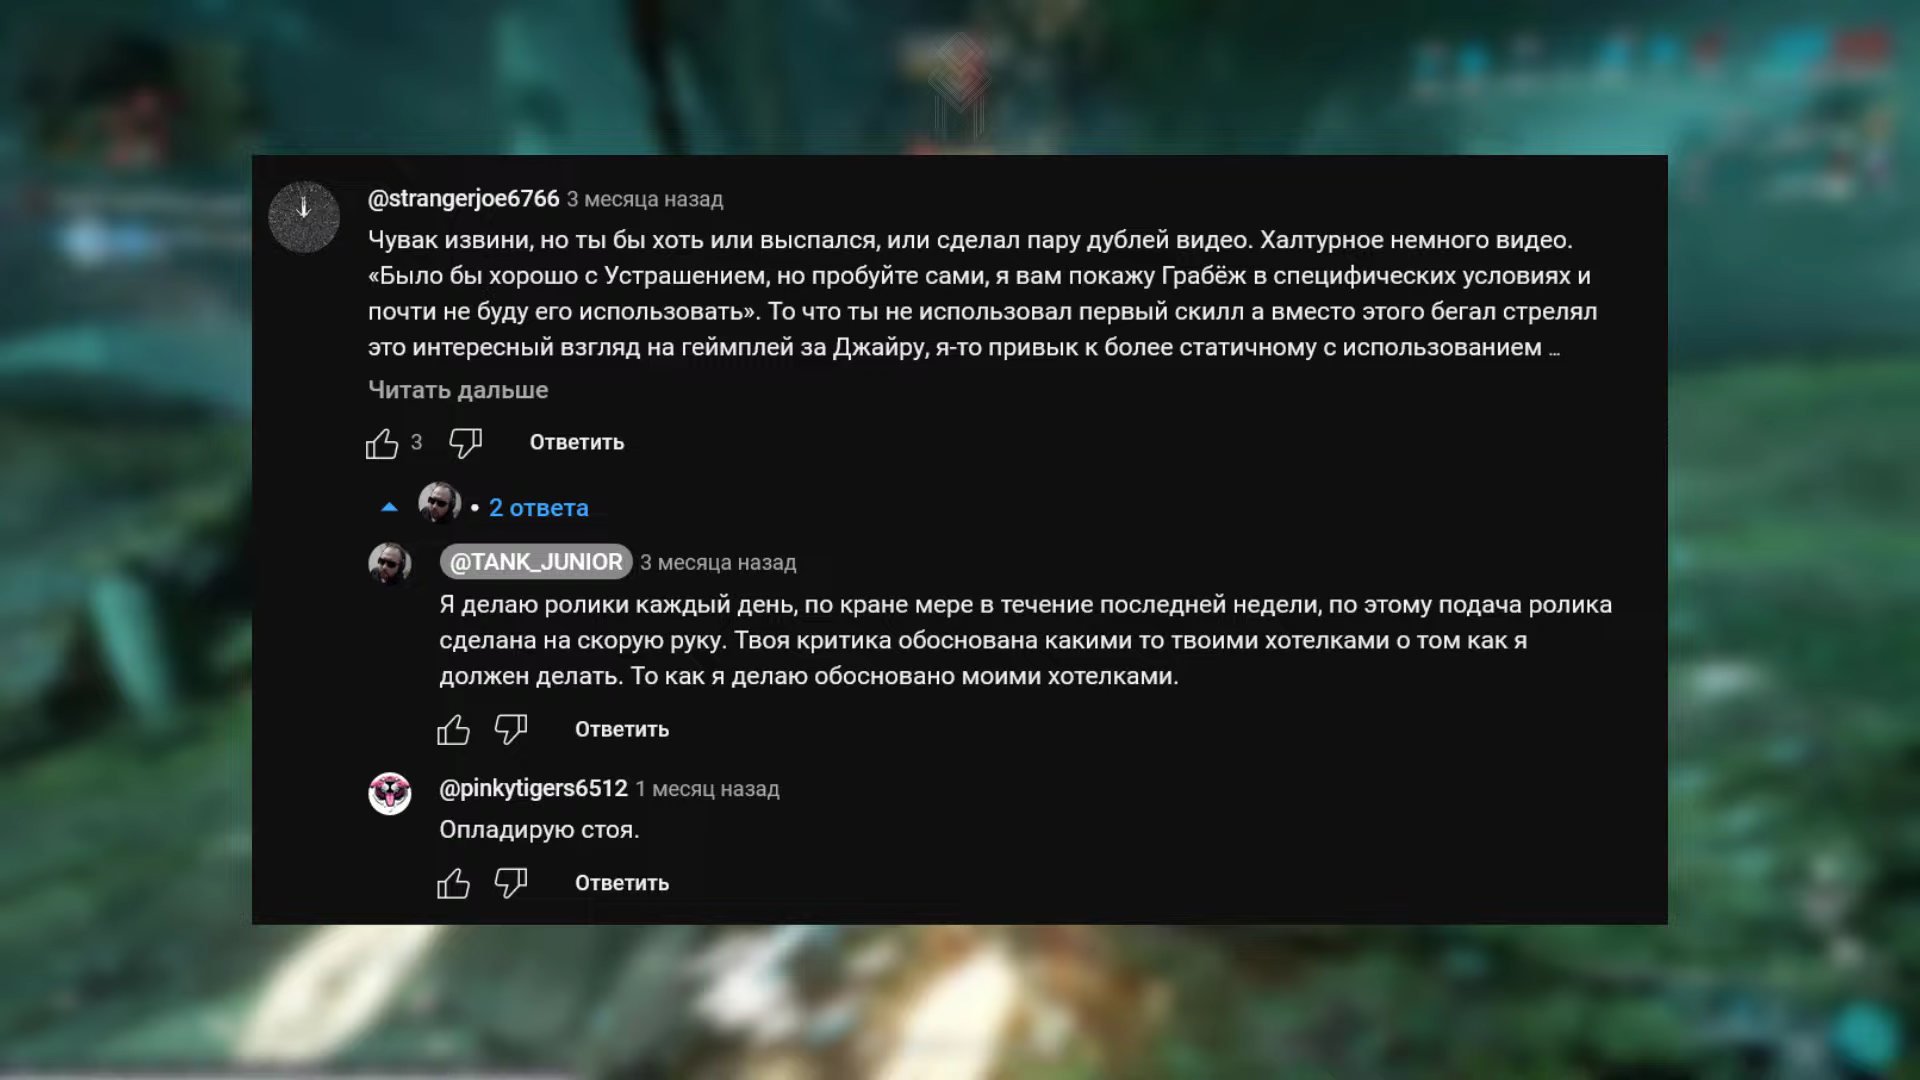 @strangerjoe6766 3 месяца назад
Чувак извини, но ты бы хоть или выспался, или сделал пару дублей видео. Халтурное немного видео.
«Было бы хорошо с Устрашением, но пробуйте сами, я вам покажу Грабёж в специфических условиях и
почти не буду его использовать». То что ты не использовал первый скилл а вместо этого бегал стрелял
это интересный взгляд на геймплей за Джайру, я-то привык к более статичному с использованием ...
Читать дальше
3 Ответить
• 2 ответа
@TANK_JUNIOR 3 месяца назад
Я делаю ролики каждый день, по кране мере в течение последней недели, по этому подача ролика
сделана на скорую руку. Твоя критика обоснована какими то твоими хотелками о том как я
должен делать. То как я делаю обосновано моими хотелками.
Ответить
@pinkytigers6512 1 месяц назад
Опладирую стоя.
Ответить